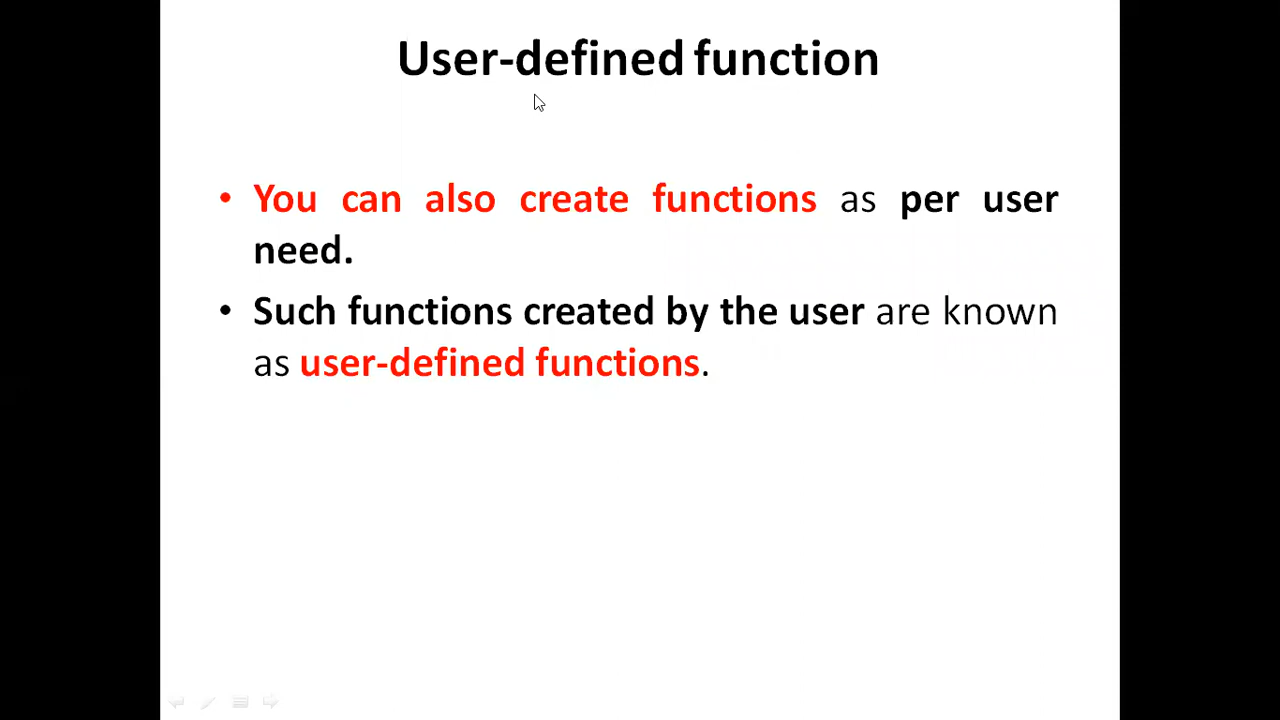 User-defined function
• You can also create functions as per user
need.
• Such functions created by the user are known
as user-defined functions.